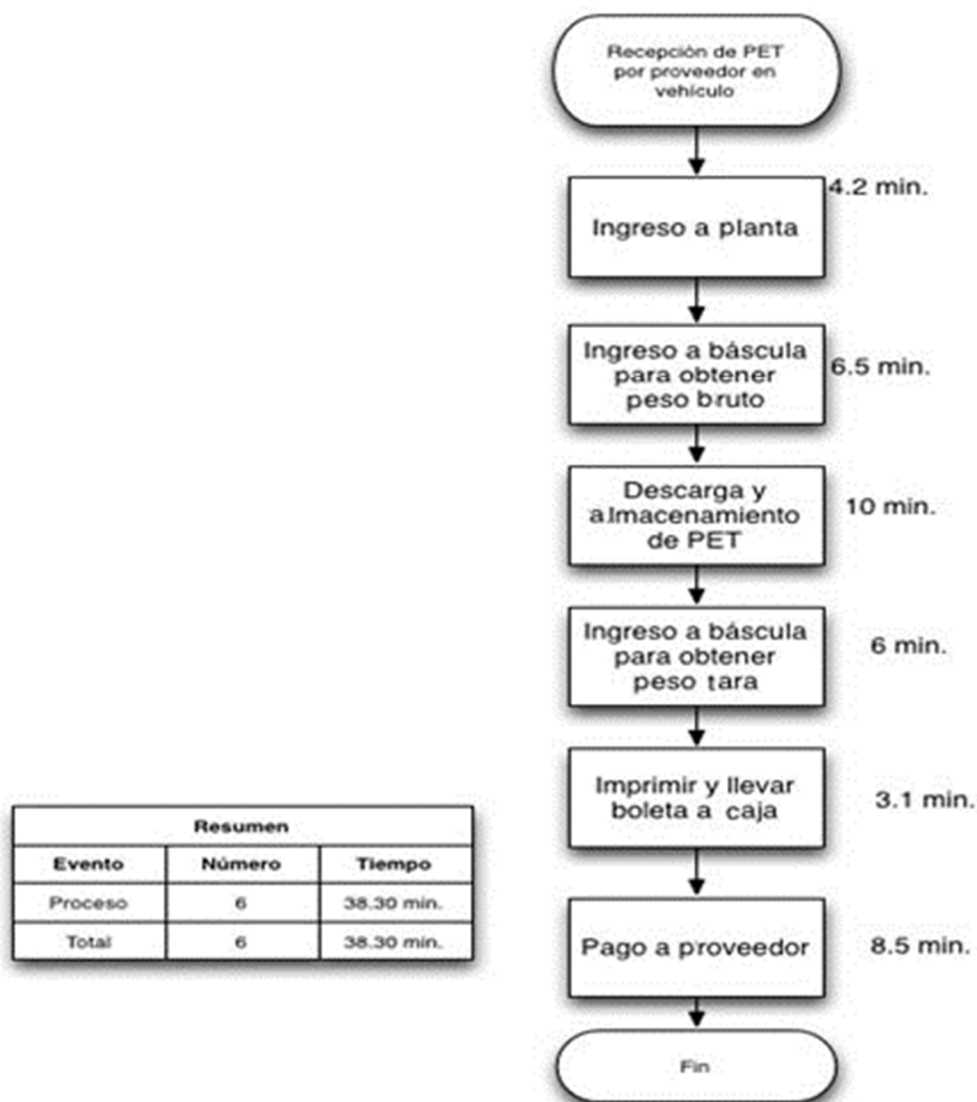 Recepción de PET
por proveedor en
vehículo
4.2 min.
Ingreso a planta
Ingreso a báscula
para obtener
peso bruto
6.5 min.
Descarga y
almacenamiento
de PET
10 min.
Ingreso a báscula
para obtener
peso tara
6 min.
Imprimir y llevar
boleta a caja
3.1 min.
Resumen
Evento Número Tiempo
Proceso 6 38.30 min.
Total 6 38.30 min.
Pago a proveedor
8.5 min.
Fin